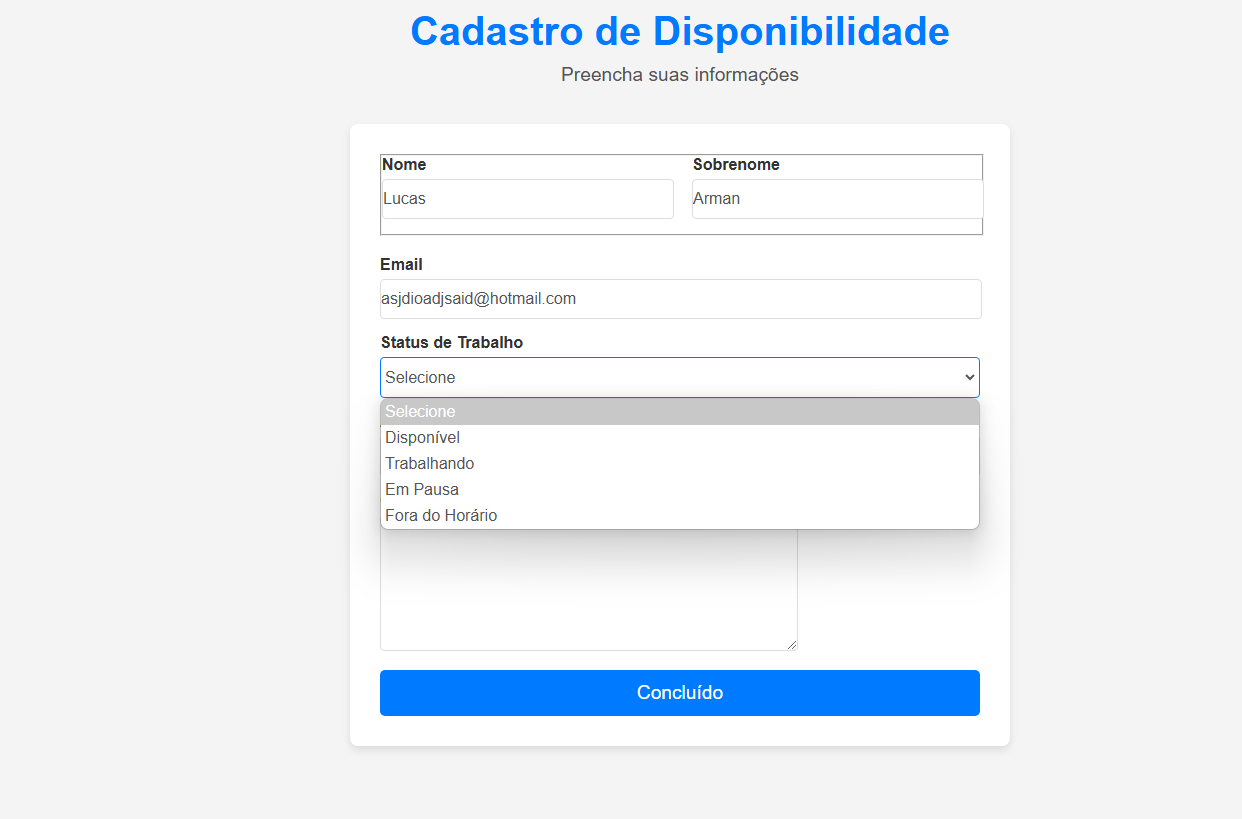 Cadastro de Disponibilidade
Preencha suas informações
Nome Sobrenome
Lucas Arman
Email
asjdioadjsaid@hotmail.com
Status de Trabalho
Selecione
Selecione
Disponível
Trabalhando
Em Pausa
Fora do Horário
Concluído